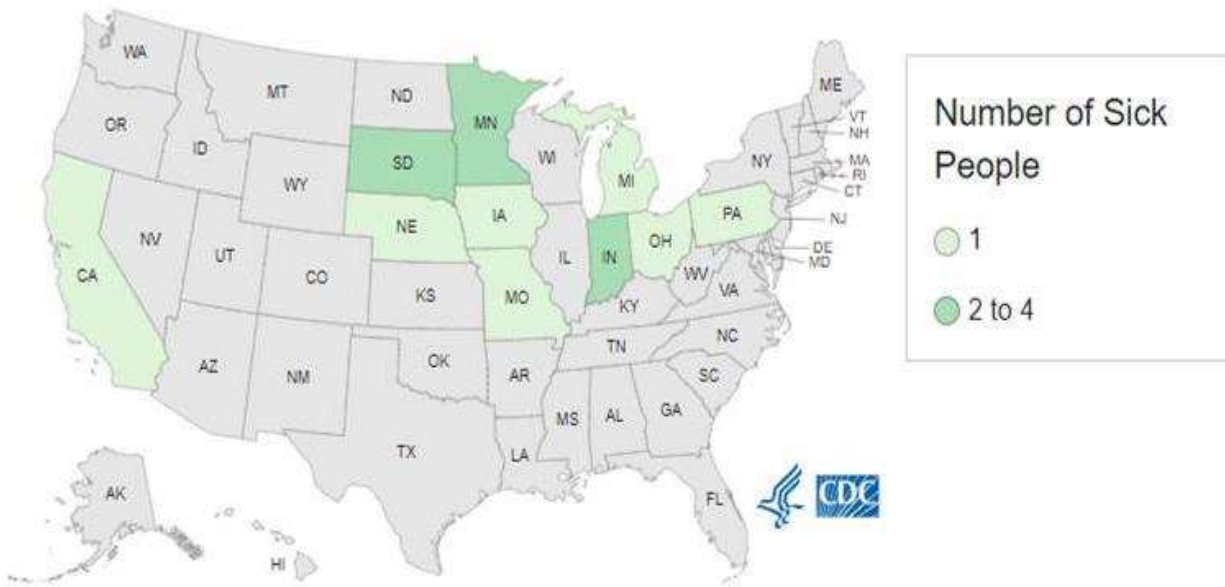 WA
MT
ND
MN
OR
ID
WY
SD
WI
MI
NY
ME
VT
NH
MA
RI
CT
NJ
DE
MD
NV
UT
CO
NE
IA
IL
IN
OH
PA
WV
VA
CA
KS
MO
KY
AZ
NM
OK
AR
TN
NC
SC
MS
AL
GA
TX
LA
FL
AK
HI
CDC
Number of Sick
People
1
2 to 4